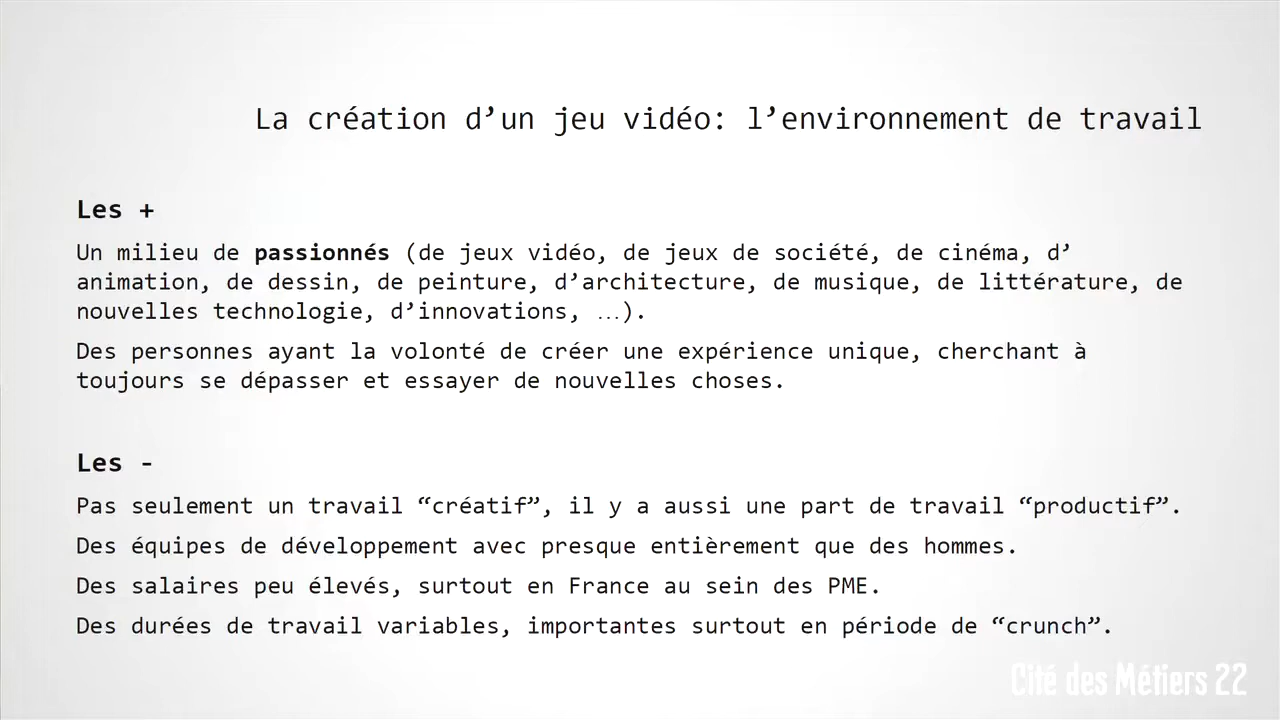 La création d’un jeu vidéo: l’environnement de travail
Les +
Un milieu de passionnés (de jeux vidéo, de jeux de société, de cinéma, d’
animation, de dessin, de peinture, d’architecture, de musique, de littérature, de
nouvelles technologie, d’innovations, ...).
Des personnes ayant la volonté de créer une expérience unique, cherchant à
toujours se dépasser et essayer de nouvelles choses.
Les -
Pas seulement un travail “créatif”, il y a aussi une part de travail “productif”.
Des équipes de développement avec presque entièrement que des hommes.
Des salaires peu élevés, surtout en France au sein des PME.
Des durées de travail variables, importantes surtout en période de “crunch”.
Cité des Métiers 22